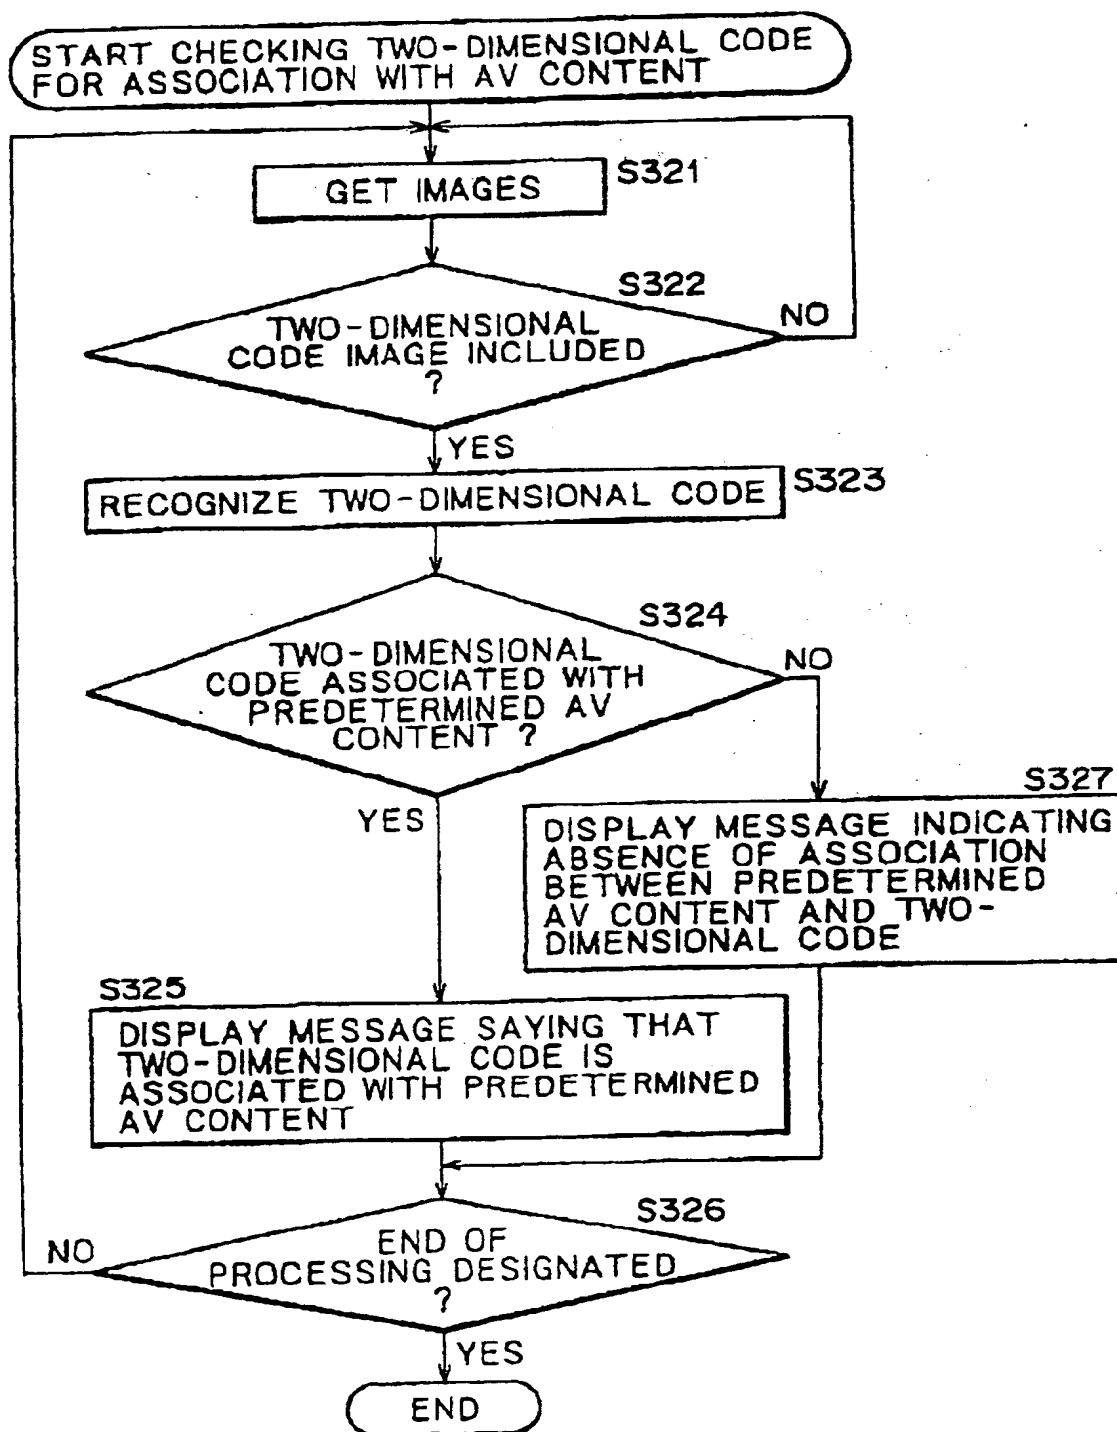 START CHECKING TWO-DIMENSIONAL CODE
FOR ASSOCIATION WITH AV CONTENT
S321
GET IMAGES
S322
TWO-DIMENSIONAL
CODE IMAGE INCLUDED
?
NO
YES
S323
RECOGNIZE TWO-DIMENSIONAL CODE
S324
TWO-DIMENSIONAL
CODE ASSOCIATED WITH
PREDETERMINED AV
CONTENT ?
NO
YES
S327
DISPLAY MESSAGE INDICATING
ABSENCE OF ASSOCIATION
BETWEEN PREDETERMINED
AV CONTENT AND TWO-
DIMENSIONAL CODE
S325
DISPLAY MESSAGE SAYING THAT
TWO-DIMENSIONAL CODE IS
ASSOCIATED WITH PREDETERMINED
AV CONTENT
S326
END OF
PROCESSING DESIGNATED
?
NO
YES
END